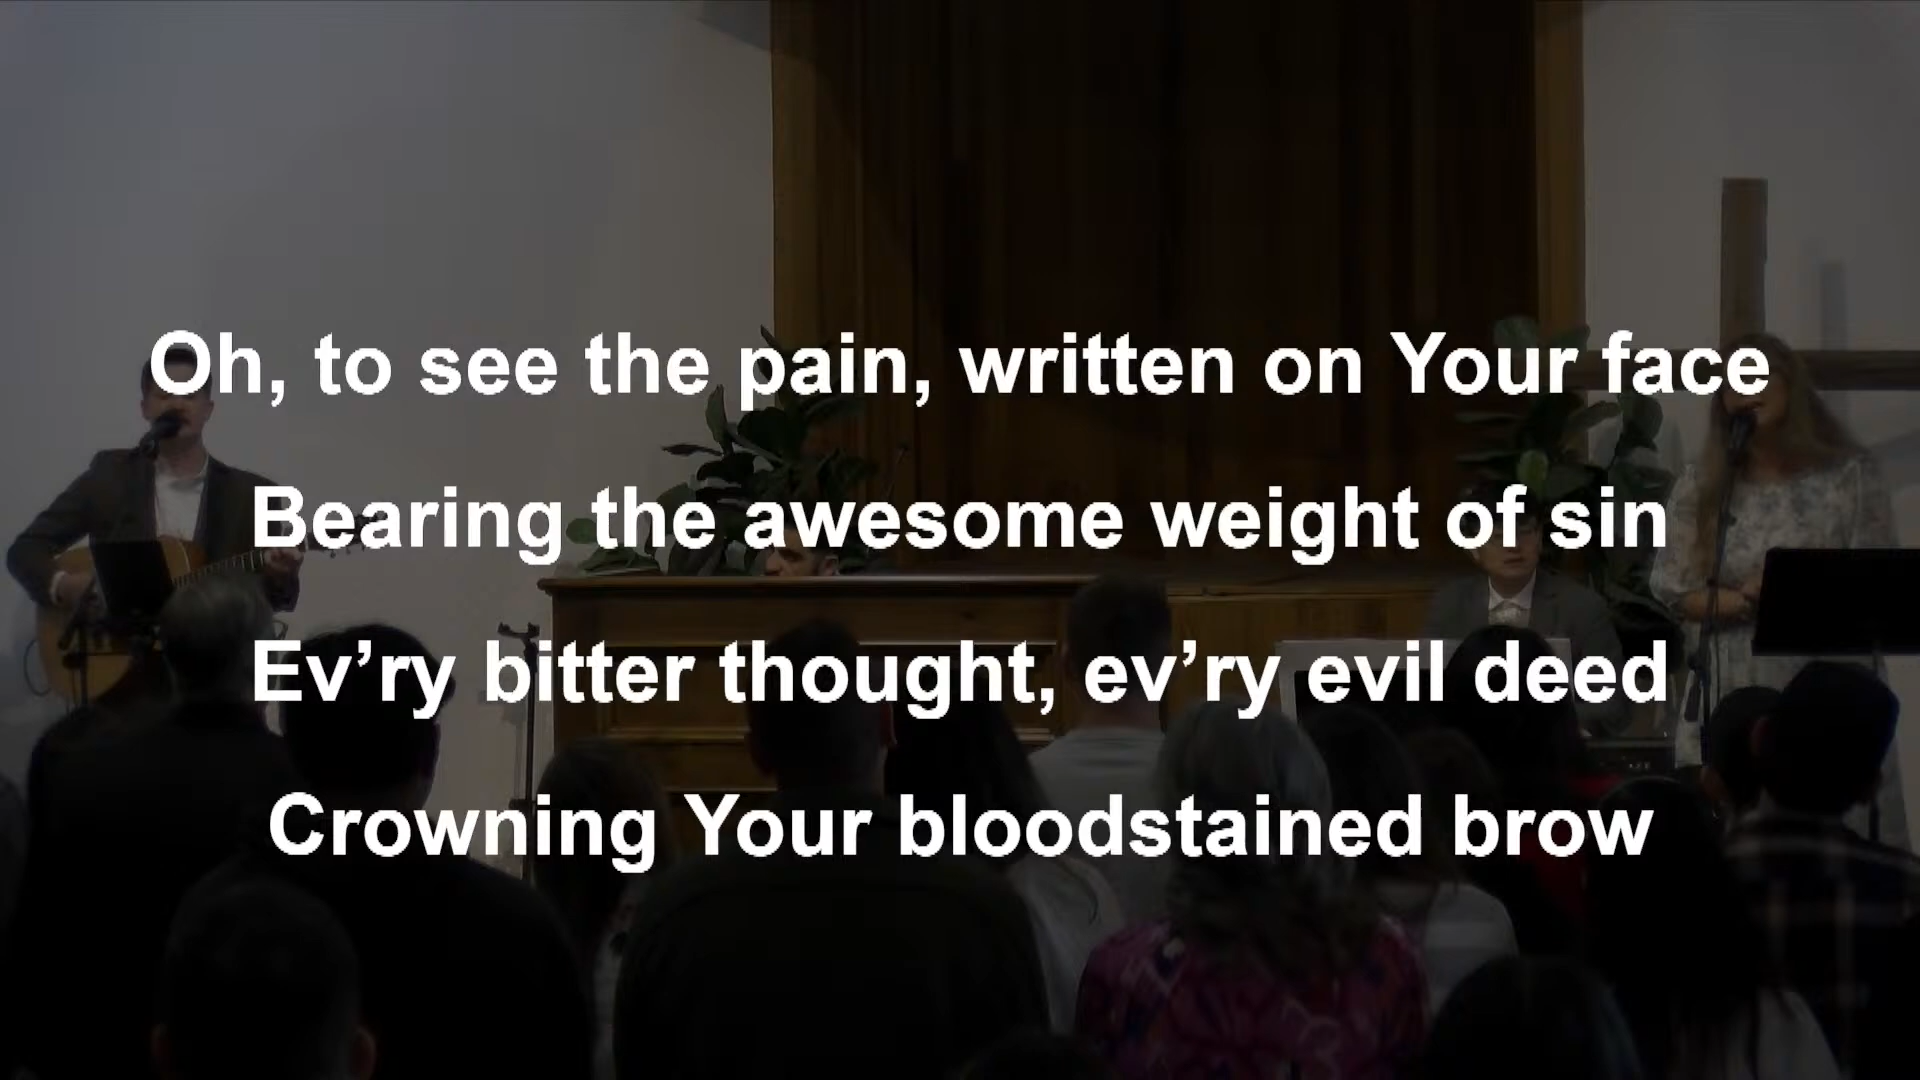 Oh, to see the pain, written on Your face
Bearing the awesome weight of sin
Ev’ry bitter thought, ev’ry evil deed
Crowning Your bloodstained brow